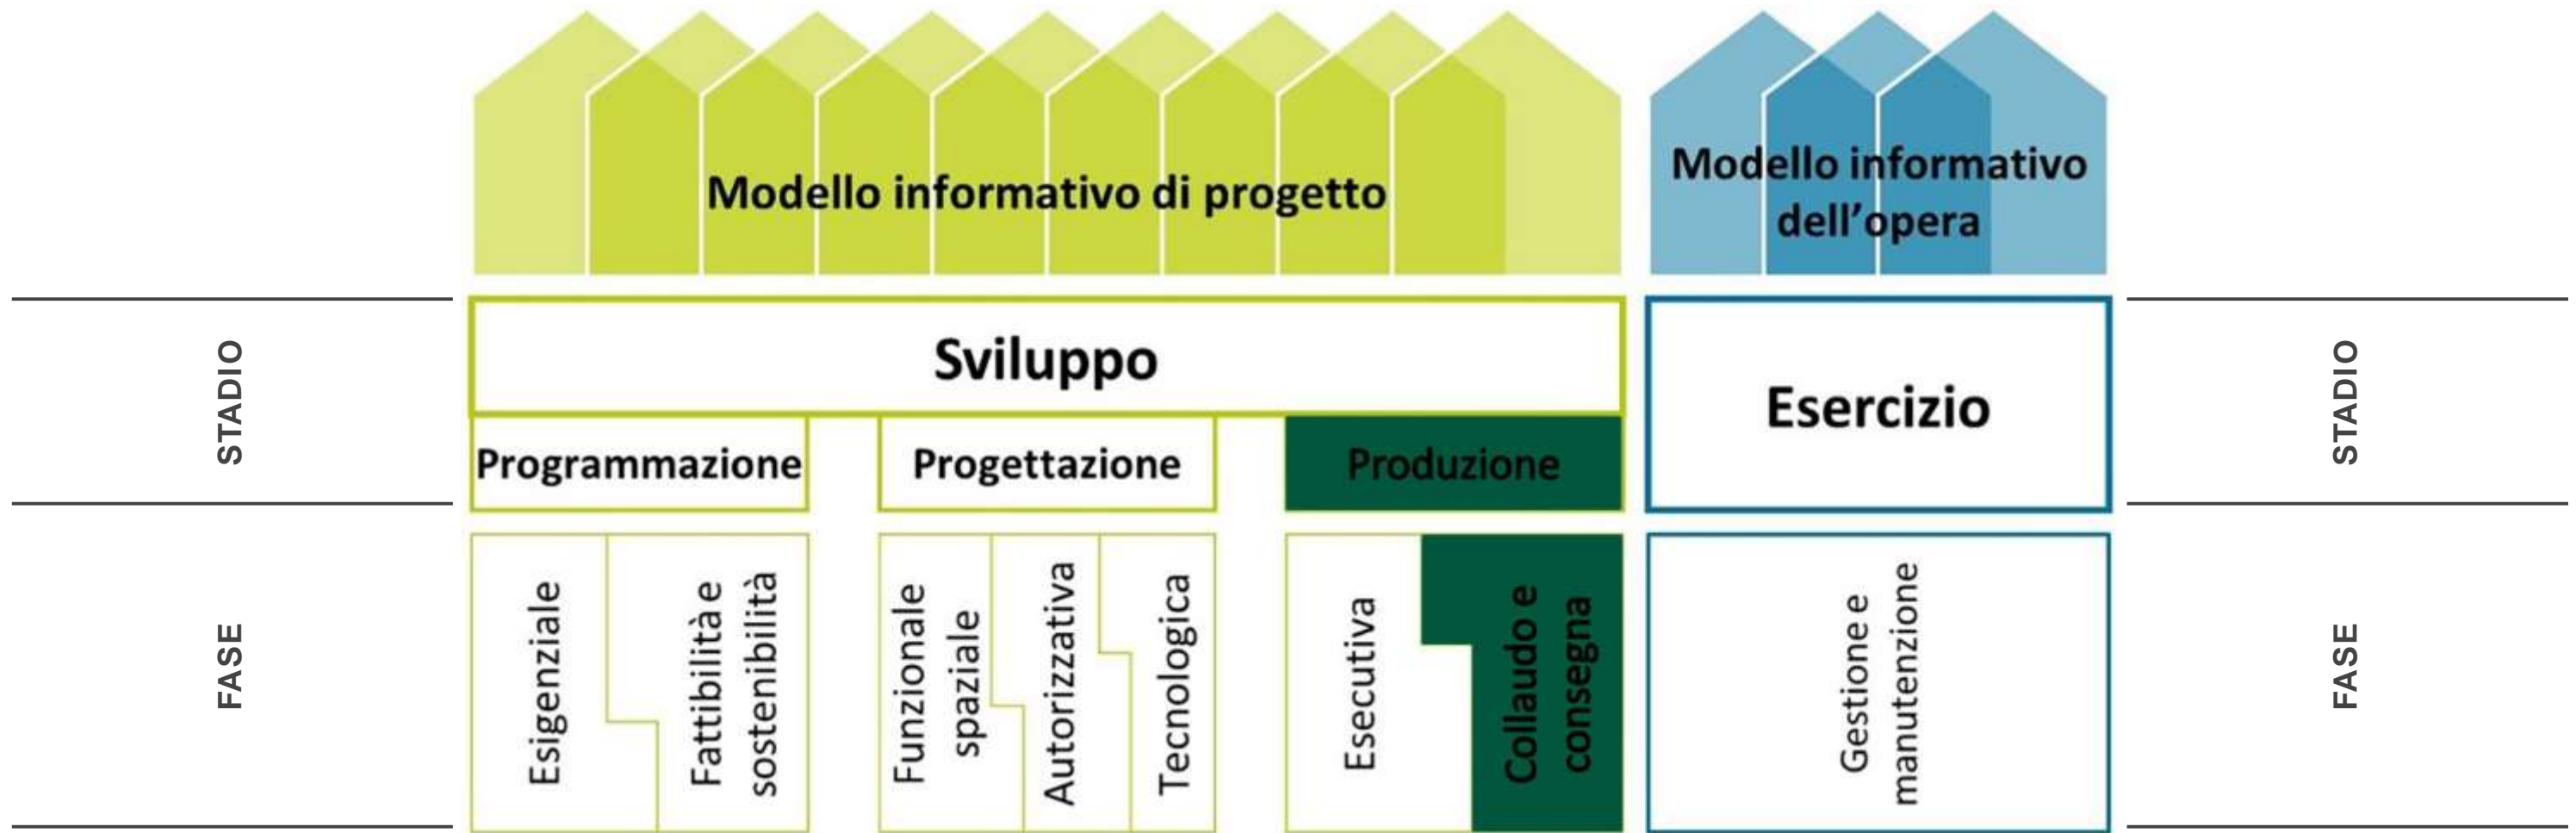 Modello informativo di progetto
Modello informativo
dell'opera
STADIO
Sviluppo
Esercizio
STADIO
Programmazione
Progettazione
Produzione
FASE
Esigenziale
Fattibilità e
sostenibilità
Funzionale
spaziale
Autorizzativa
Tecnologica
Esecutiva
Collaudo e
consegna
Gestione e
manutenzione
FASE